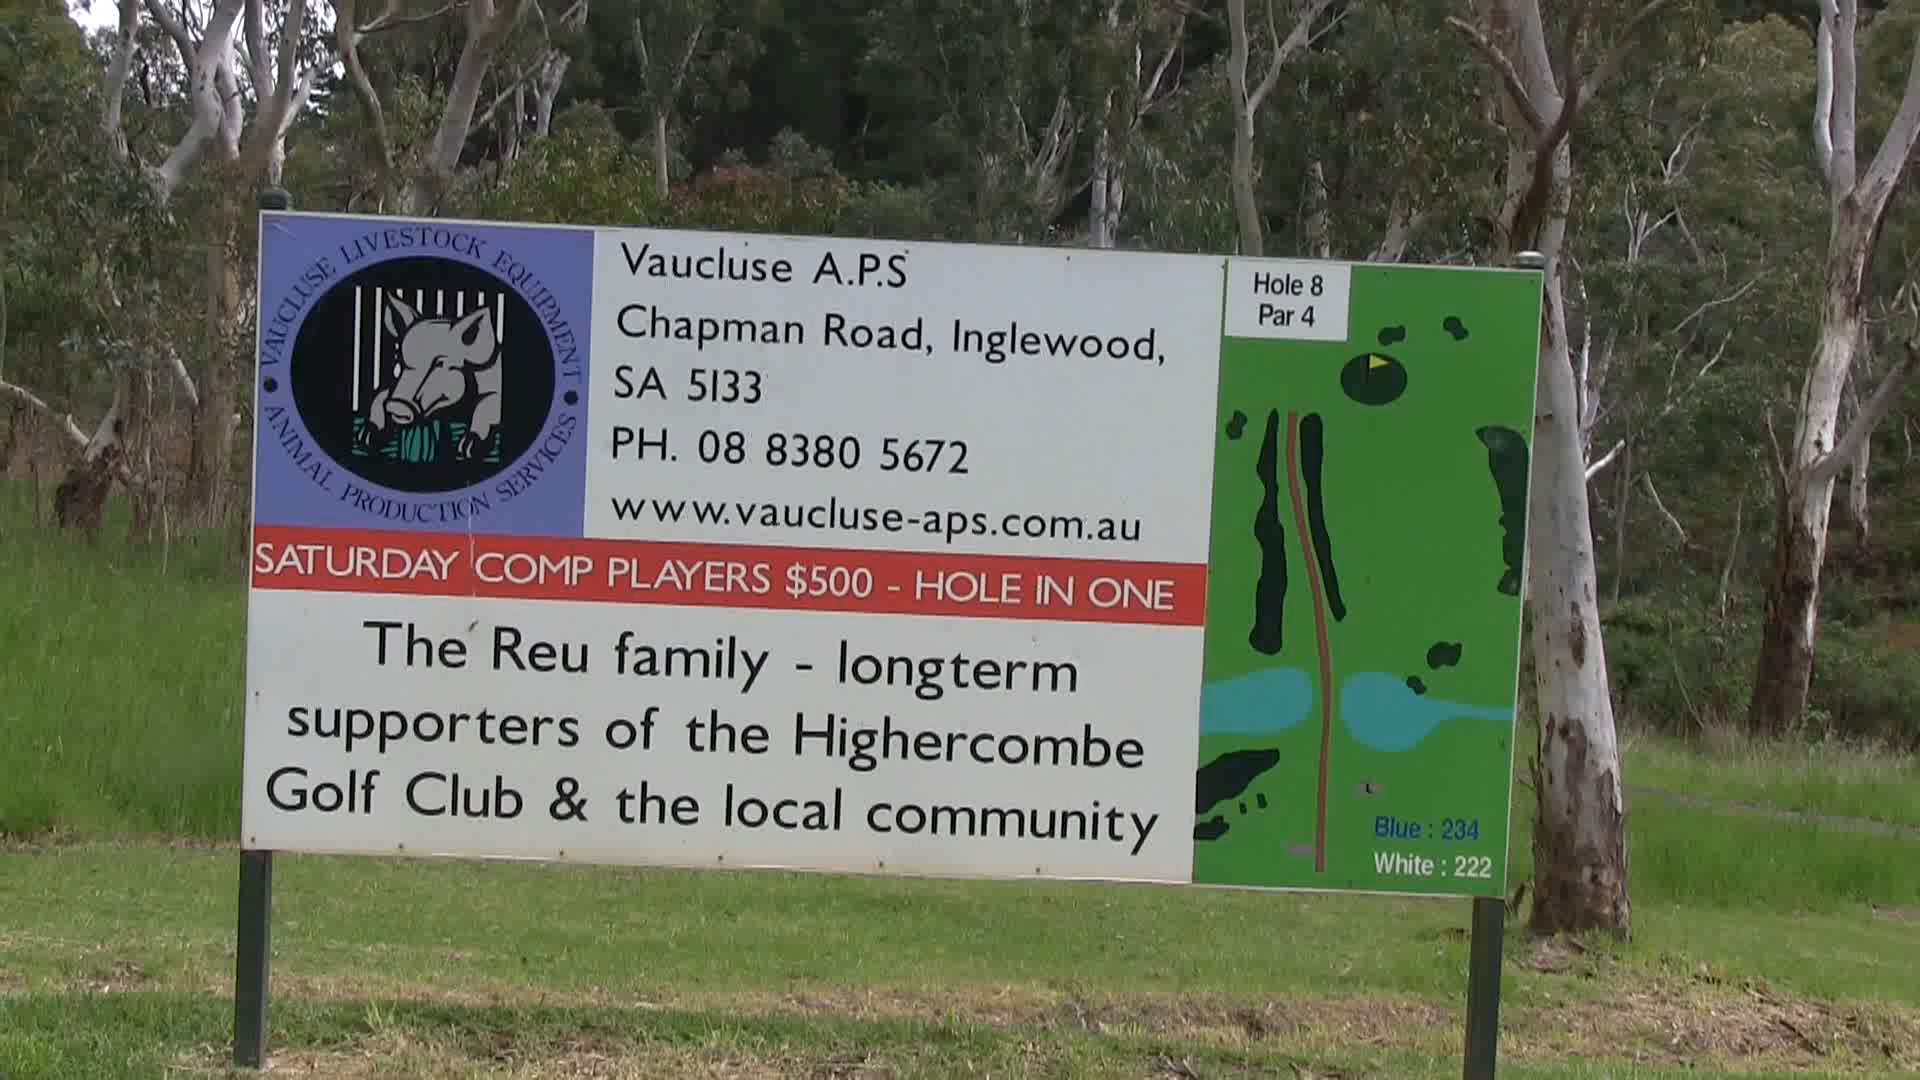 VAUCLUSE LIVESTOCK EQUIPMENT
ANIMAL PRODUCTION SERVICES
Vaucluse A.P.S
Chapman Road, Inglewood,
SA 5133
PH. 08 8380 5672
www.vaucluse-aps.com.au
SATURDAY COMP PLAYERS $500 - HOLE IN ONE
The Reu family - longterm
supporters of the Highercombe
Golf Club & the local community
Hole 8
Par 4
Blue : 234
White : 222